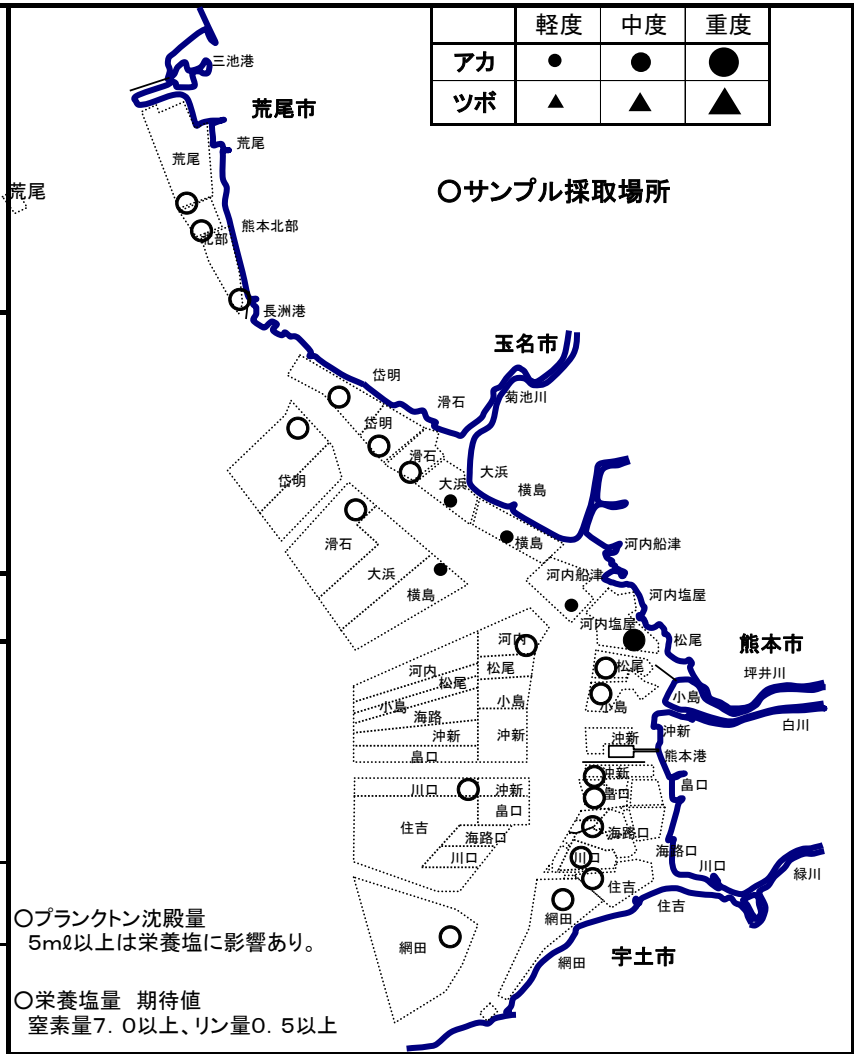 軽度 中度 重度
アカ
ツボ
三池港
荒尾市
荒尾
荒尾
荒尾
○サンプル採取場所
熊本北部
北部
長洲港
玉名市
岱明
滑石
菊池川
岱明
滑石
大浜
大浜
横島
岱明
横島
滑石
大浜
横島
河内船津
河内船津
河内塩屋
河内塩屋
松尾
熊本市
坪井川
河内
松尾
河内
松尾
松尾
小島
小島
小島
小島
白川
海路
沖新
沖新
沖新
沖新
畠口
熊本港
沖新
畠口
畠口
川口
沖新
畠口
住吉
海路口
川口
海路口
海路口
川口
川口
緑川
住吉
住吉
網田
網田
網田
宇土市
○プランクトン沈殿量
5mℓ以上は栄養塩に影響あり。
○栄養塩量 期待値
窒素量7.0以上、リン量0.5以上